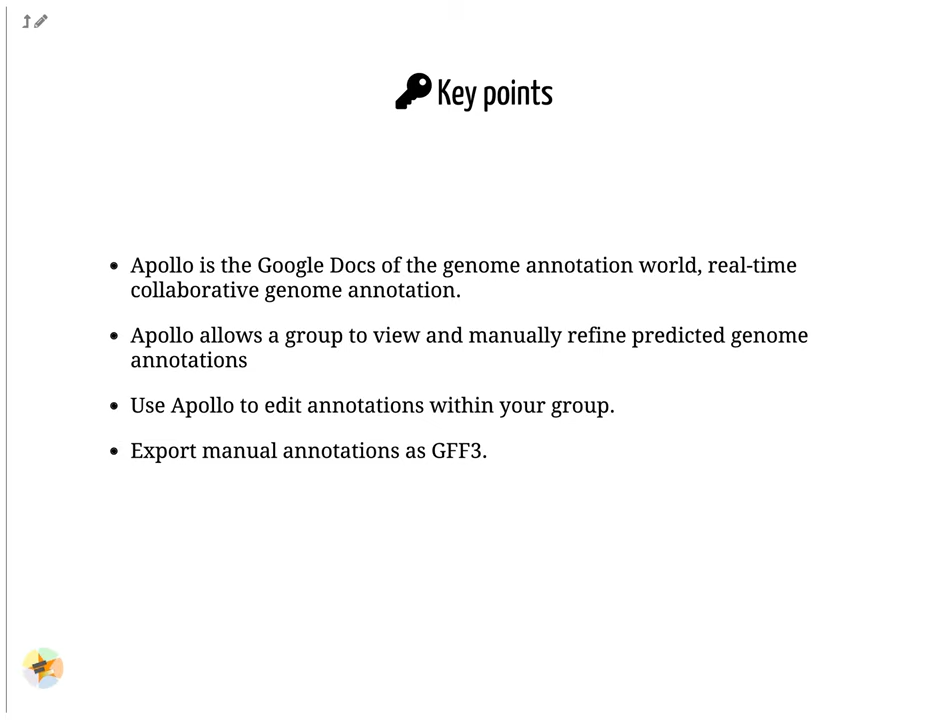 Key points
Apollo is the Google Docs of the genome annotation world, real-time
collaborative genome annotation.
Apollo allows a group to view and manually refine predicted genome
annotations
Use Apollo to edit annotations within your group.
Export manual annotations as GFF3.